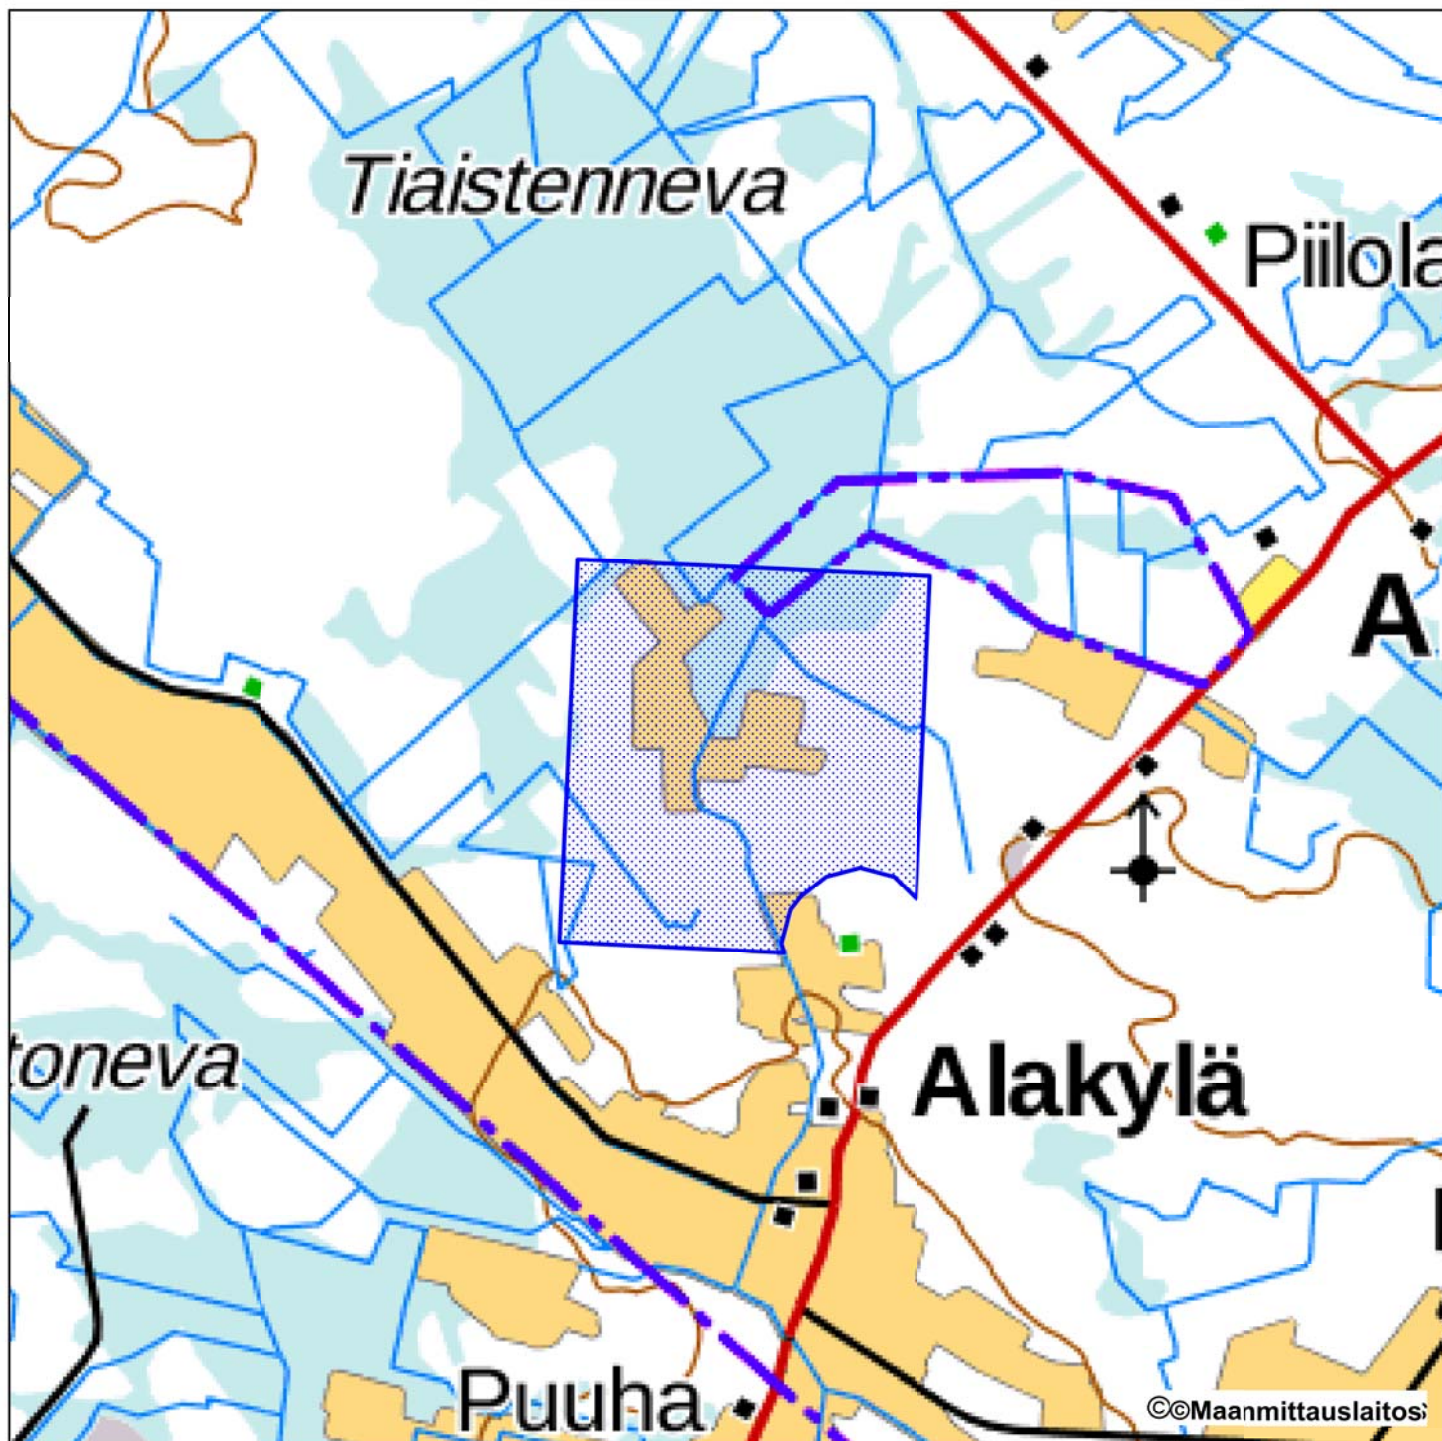 Tiaistenneva
Piilola
A
toneva
Alakylä
Puuha
©©Maanmittauslaitos